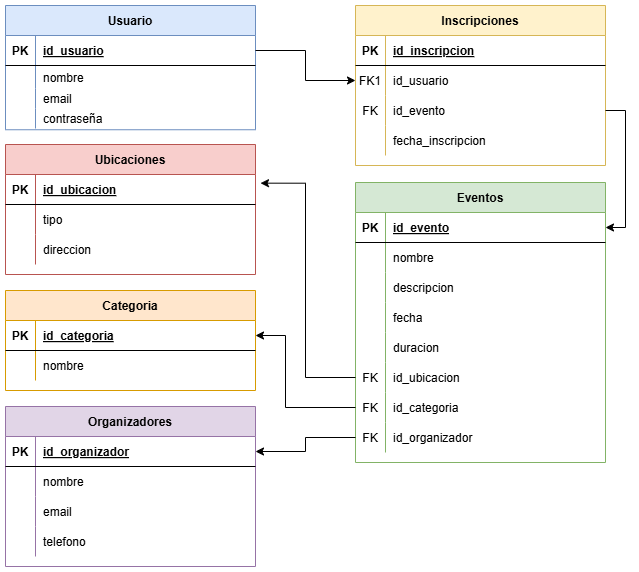 Usuario
PK id_usuario
nombre
email
contraseña
Ubicaciones
PK id_ubicacion
tipo
direccion
Categoria
PK id_categoria
nombre
Organizadores
PK id_organizador
nombre
email
telefono
Inscripciones
PK id_inscripcion
FK1 id_usuario
FK id_evento
fecha_inscripcion
Eventos
PK id_evento
nombre
descripcion
fecha
duracion
FK id_ubicacion
FK id_categoria
FK id_organizador